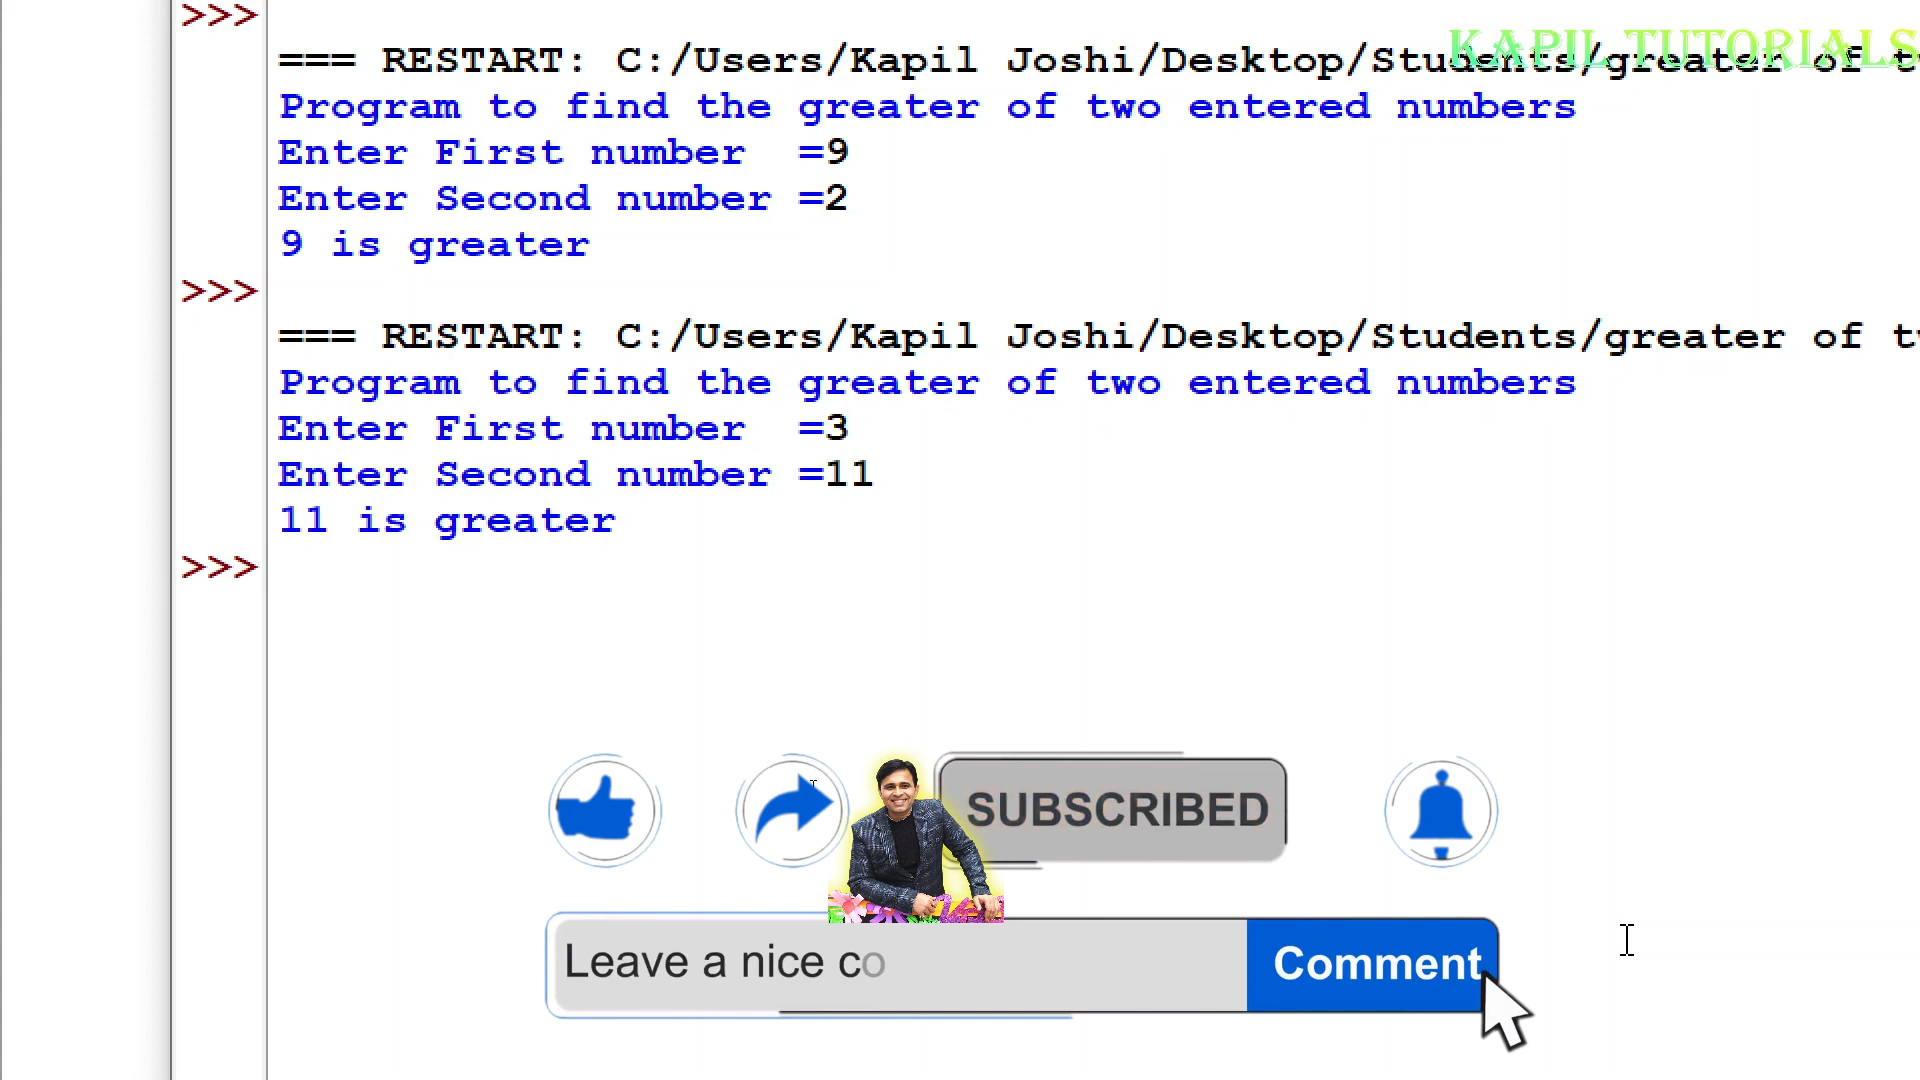 >>>
KAPIL TUTORIALS
=== RESTART: C:/Users/Kapil Joshi/Desktop/Students/greater of
Program to find the greater of two entered numbers
Enter First number  =9
Enter Second number =2
9 is greater
>>>
=== RESTART: C:/Users/Kapil Joshi/Desktop/Students/greater of
Program to find the greater of two entered numbers
Enter First number  =3
Enter Second number =11
11 is greater
>>>
SUBSCRIBED
Leave a nice co
Comment